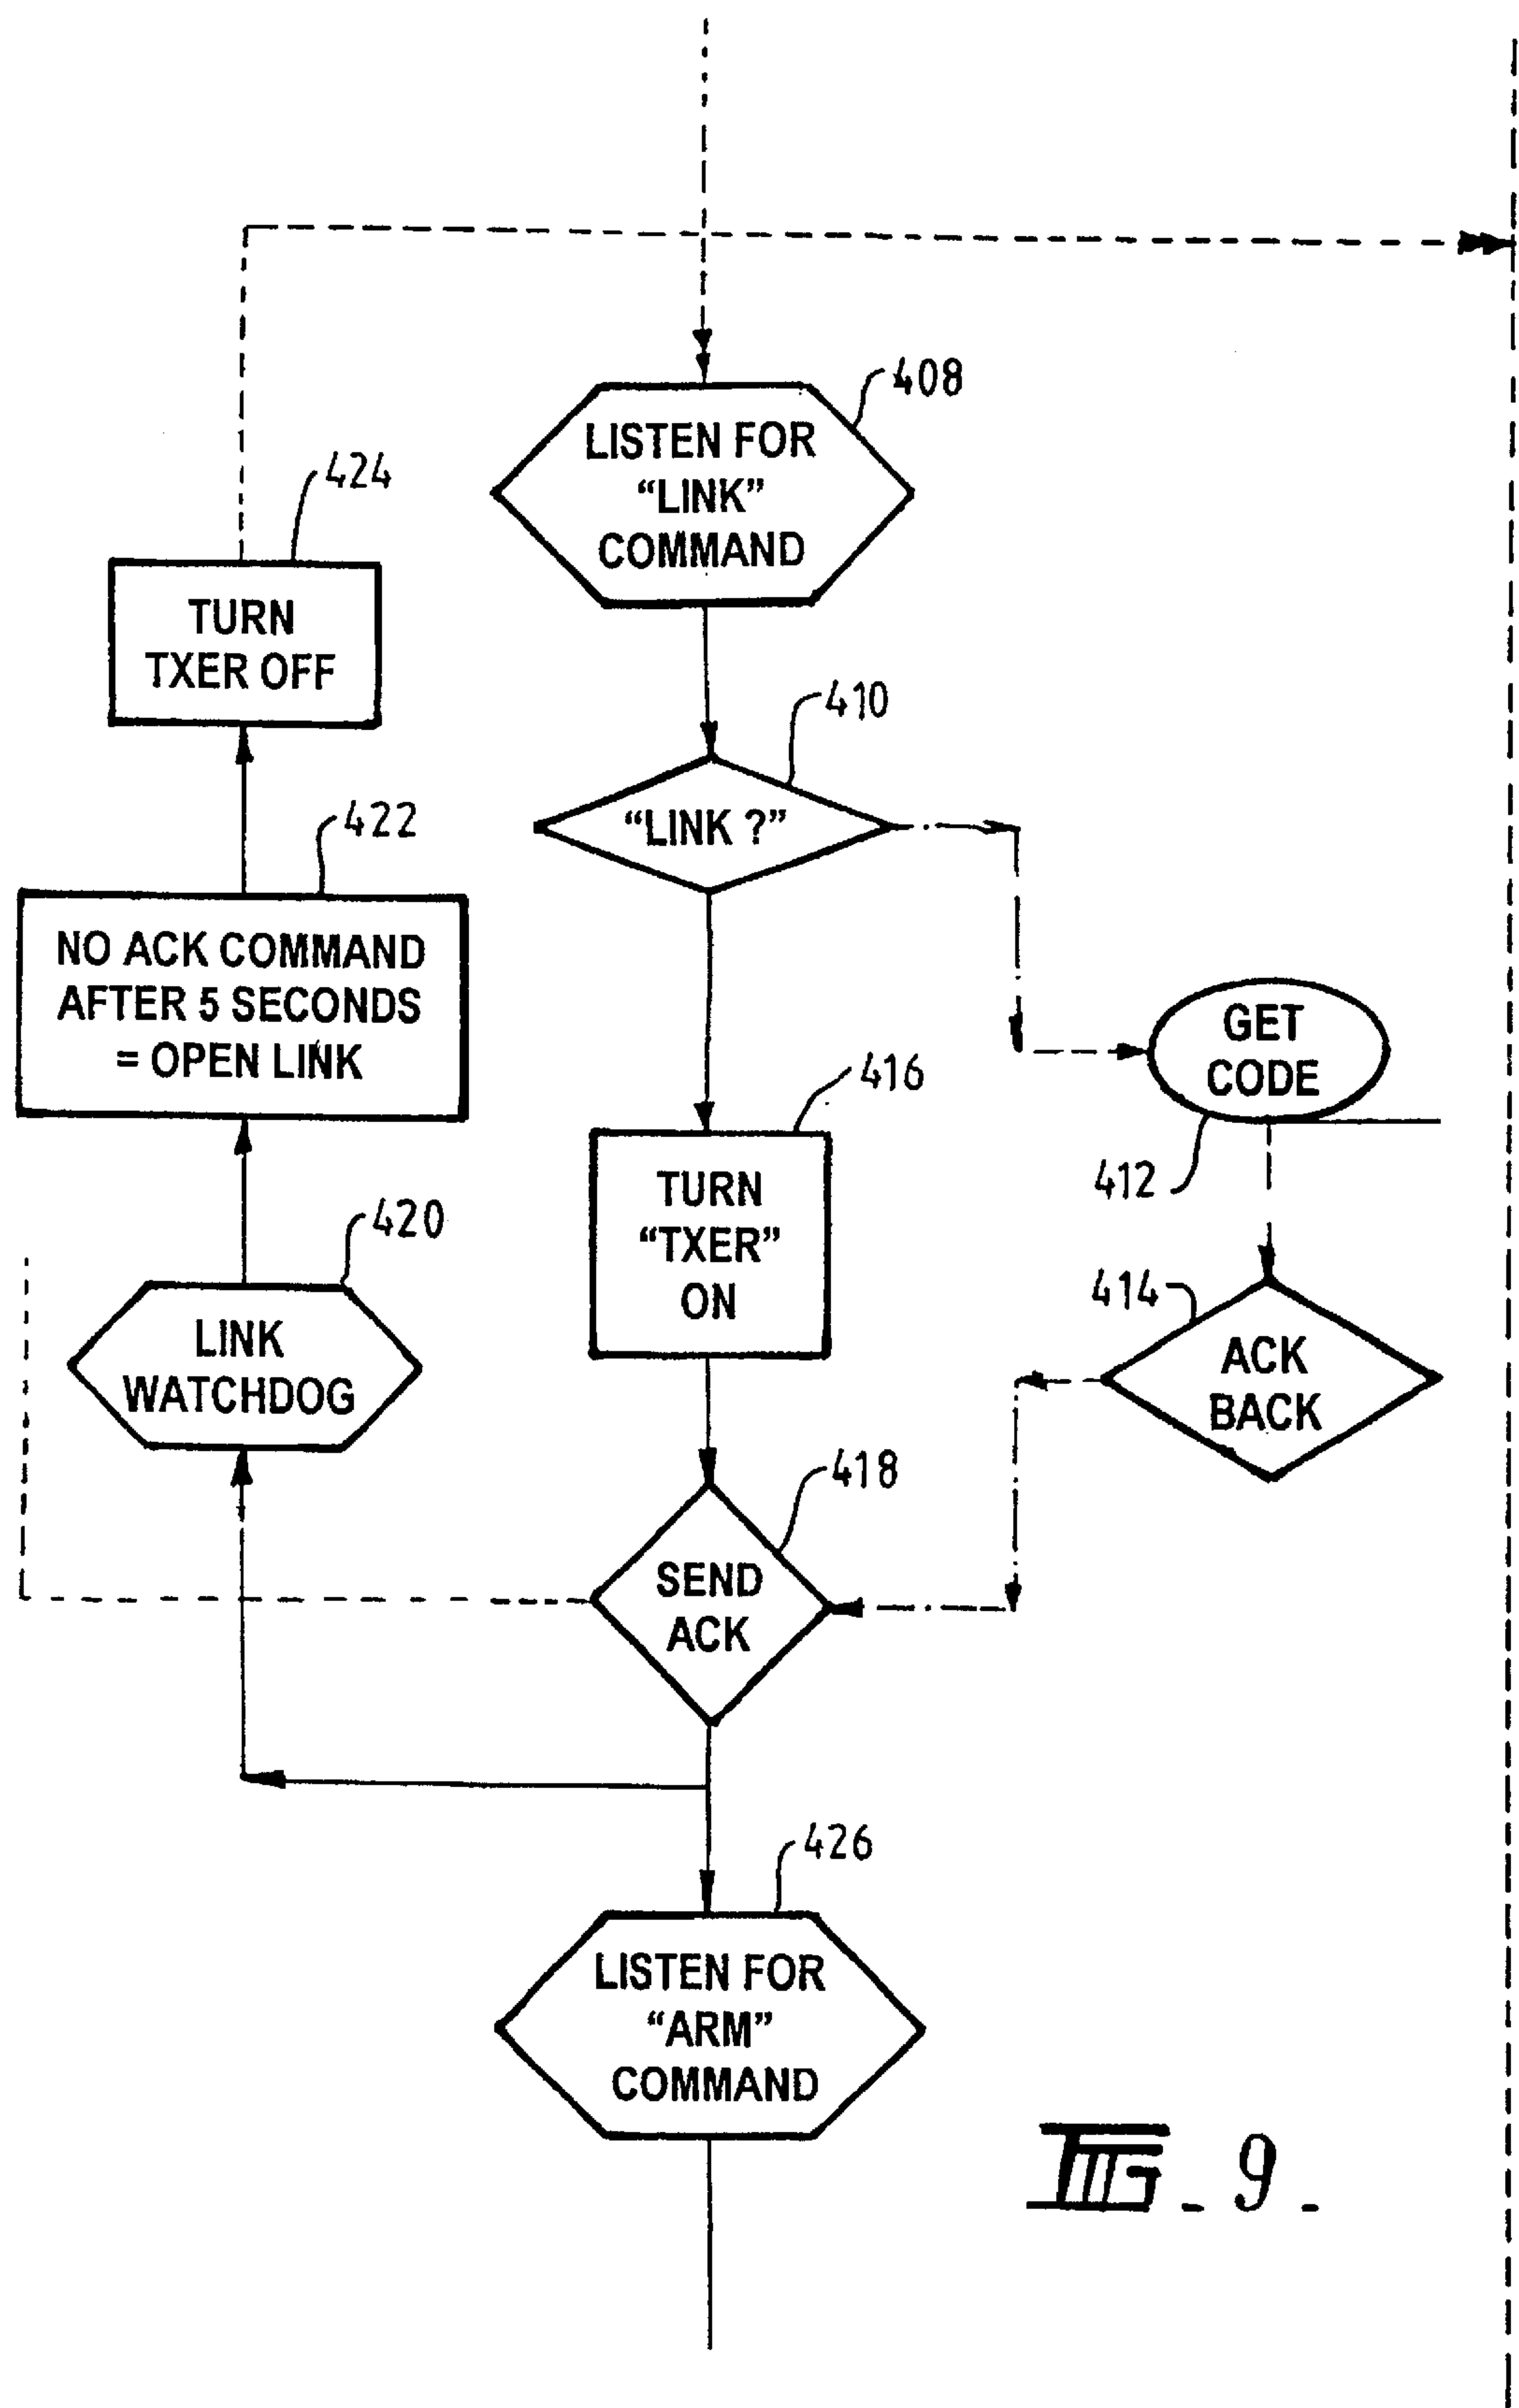 408
LISTEN FOR
“LINK”
COMMAND
424
TURN
TXER OFF
410
“LINK ?”
422
NO ACK COMMAND
AFTER 5 SECONDS
= OPEN LINK
GET
CODE
412
416
TURN
“TXER”
ON
420
LINK
WATCHDOG
414
ACK
BACK
418
SEND
ACK
426
LISTEN FOR
“ARM”
COMMAND
FIG_9_